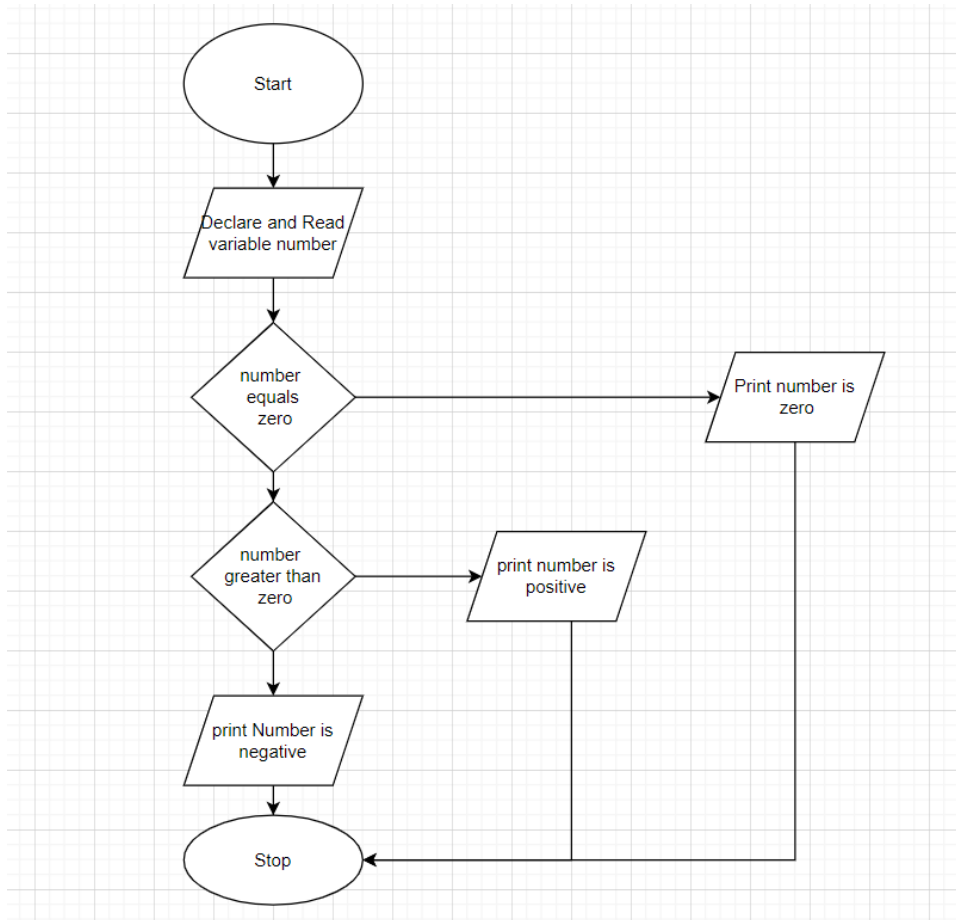 Start
Declare and Read
variable number
number
equals
zero
Print number is
zero
number
greater than
zero
print number is
positive
print Number is
negative
Stop